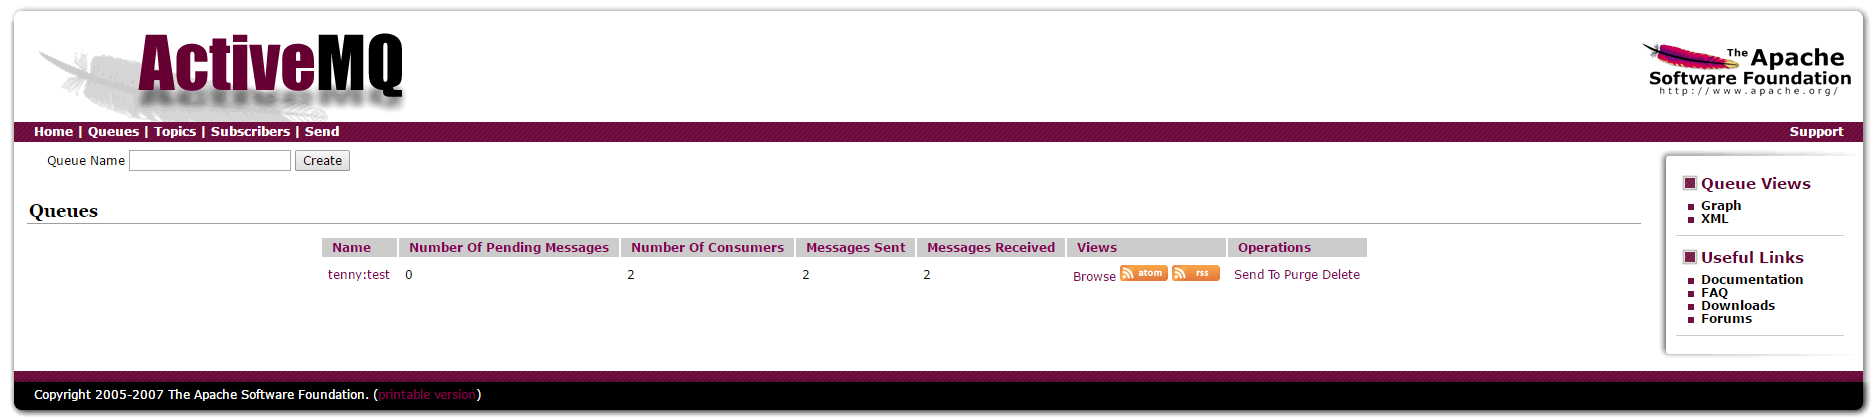 ActiveMQ
The Apache
Software Foundation
http://www.apache.org/
Home | Queues | Topics | Subscribers | Send
Support
Queue Name Create
Queues
Name Number Of Pending Messages Number Of Consumers Messages Sent Messages Received Views Operations
tenny:test 0 2 2 2 Browse atom rss Send To Purge Delete
Queue Views
Graph
XML
Useful Links
Documentation
FAQ
Downloads
Forums
Copyright 2005-2007 The Apache Software Foundation. (printable version)